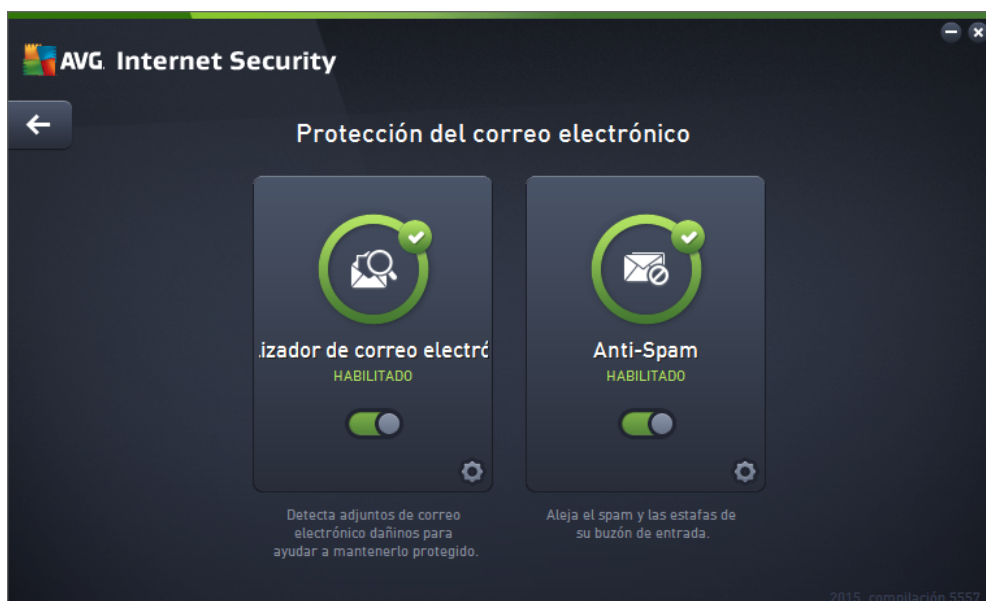 AVG. Internet Security
Protección del correo electrónico
izador de correo electró
HABILITADO
Detecta adjuntos de correo
electrónico dañinos para
ayudar a mantenerlo protegido.
Anti-Spam
HABILITADO
Aleja el spam y las estafas de
su buzón de entrada.
2015, compilación 5557